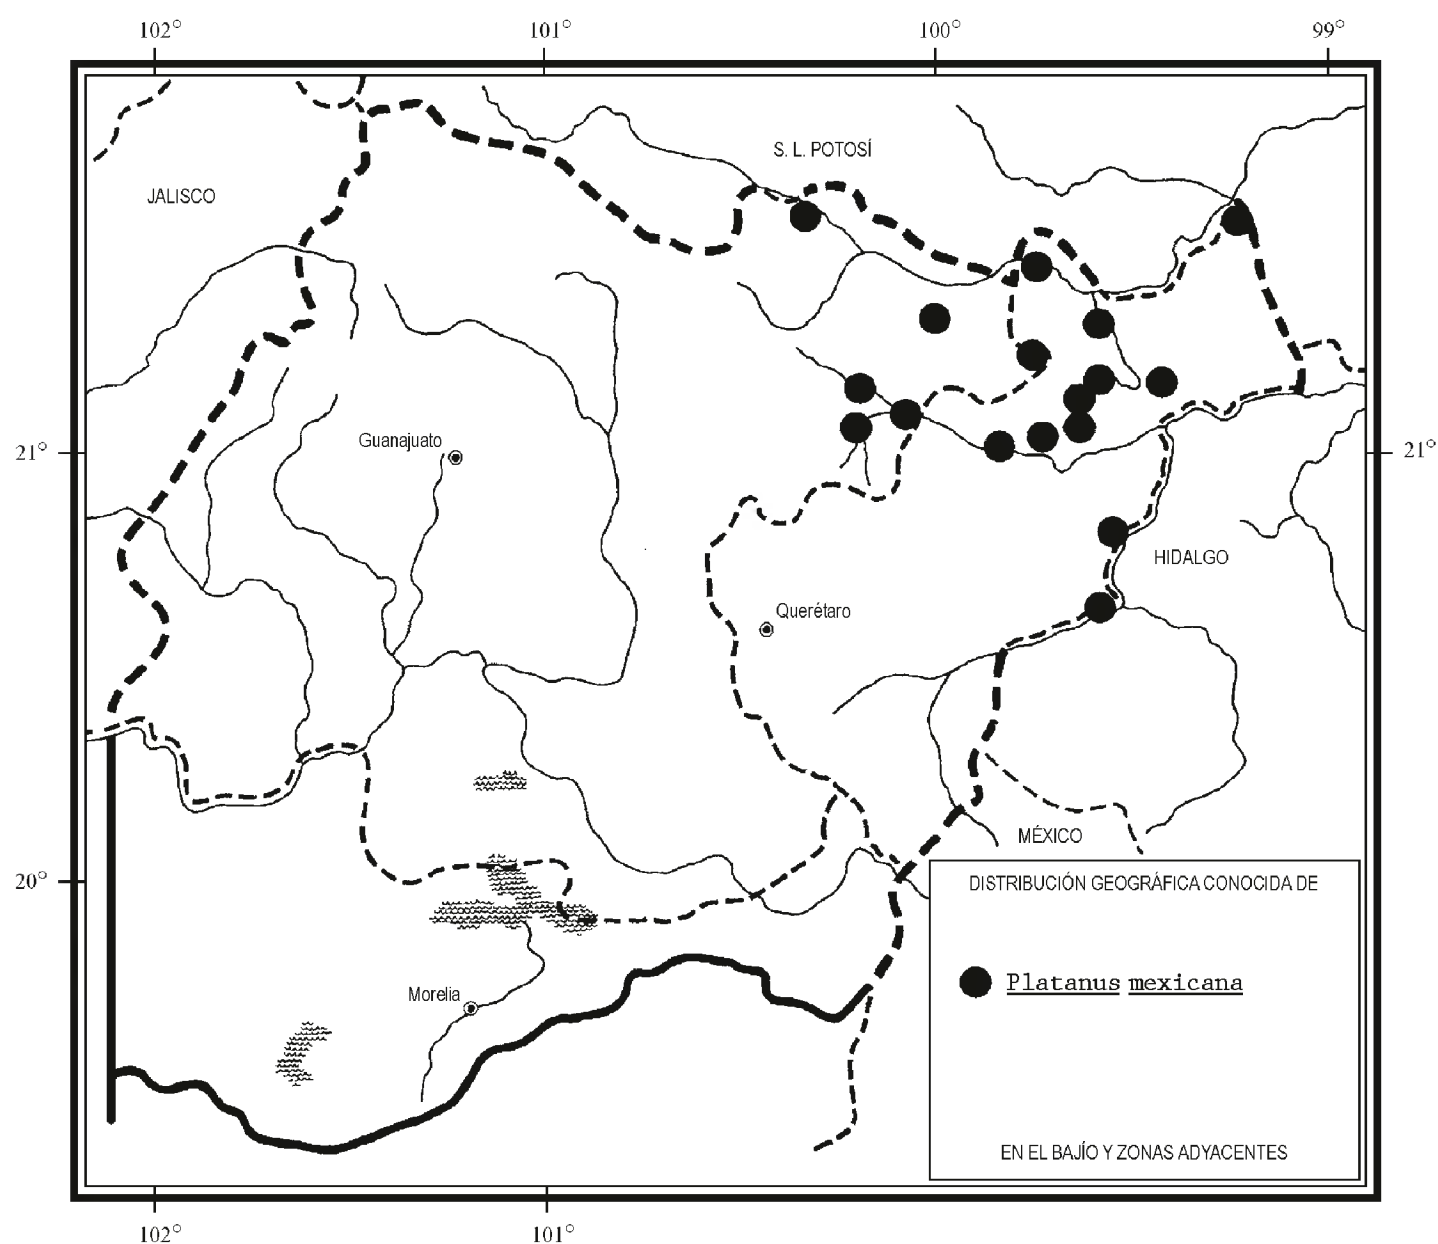 102° 101° 100° 99°
S. L. POTOSÍ
JALISCO
Guanajuato
21° 21°
HIDALGO
Querétaro
MÉXICO
20°
DISTRIBUCIÓN GEOGRÁFICA CONOCIDA DE
Platanus mexicana
Morelia
EN EL BAJÍO Y ZONAS ADYACENTES
102° 101°